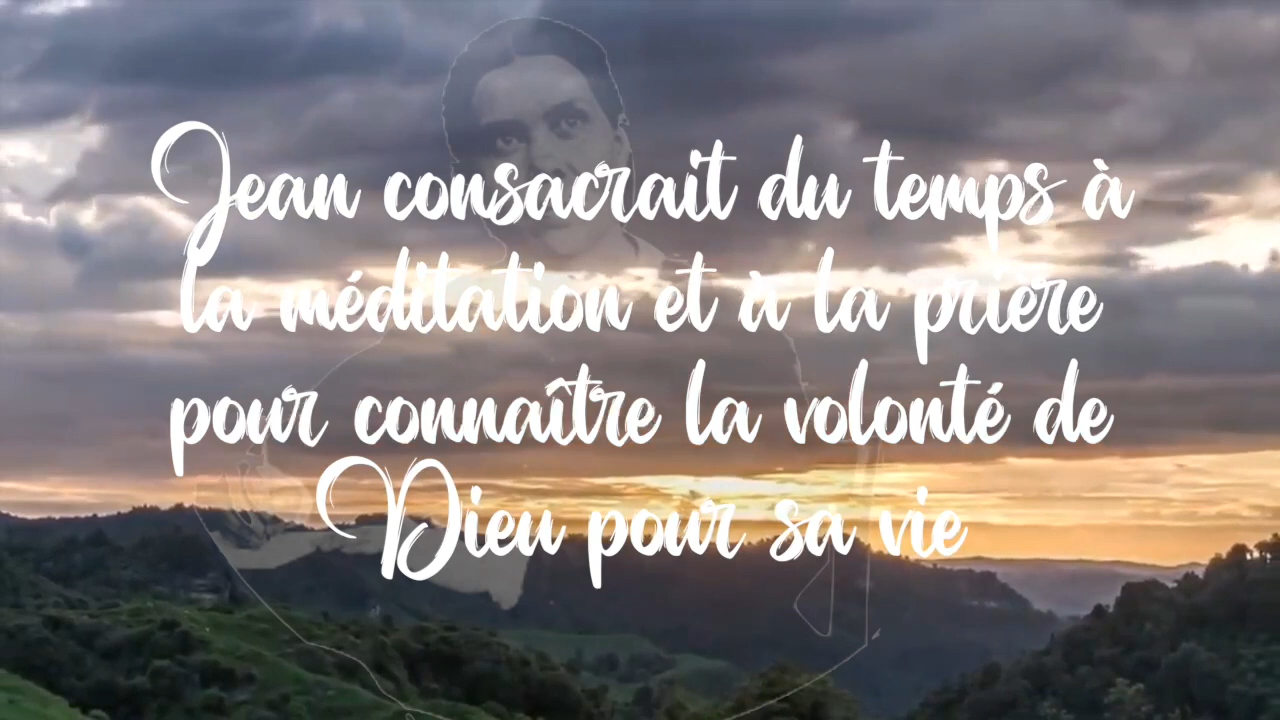 Jean consacrait du temps à
la méditation et à la prière
pour connaître la volonté de
Dieu pour sa vie